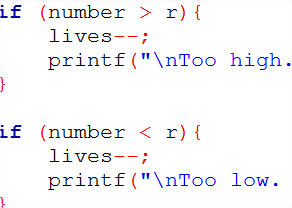 if (number > r){
    lives--;
    printf("\nToo high.
}

if (number < r){
    lives--;
    printf("\nToo low.
}